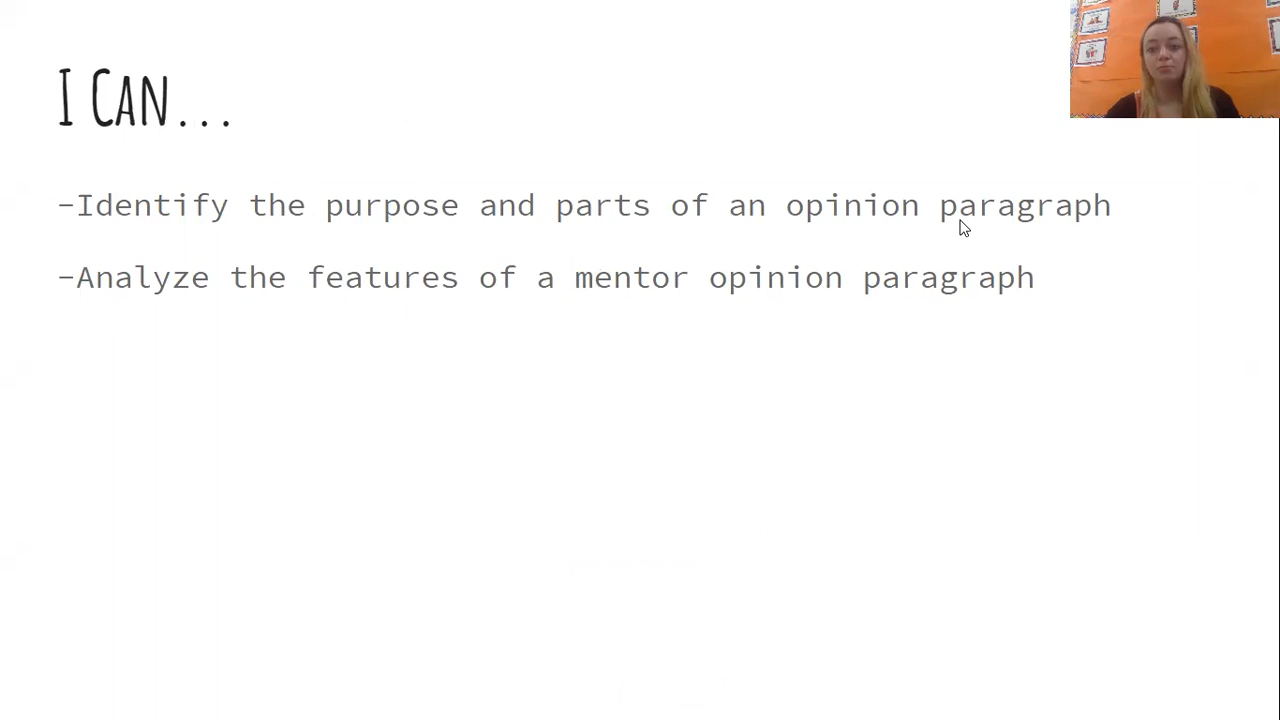 I CAN...
-Identify the purpose and parts of an opinion paragraph
-Analyze the features of a mentor opinion paragraph